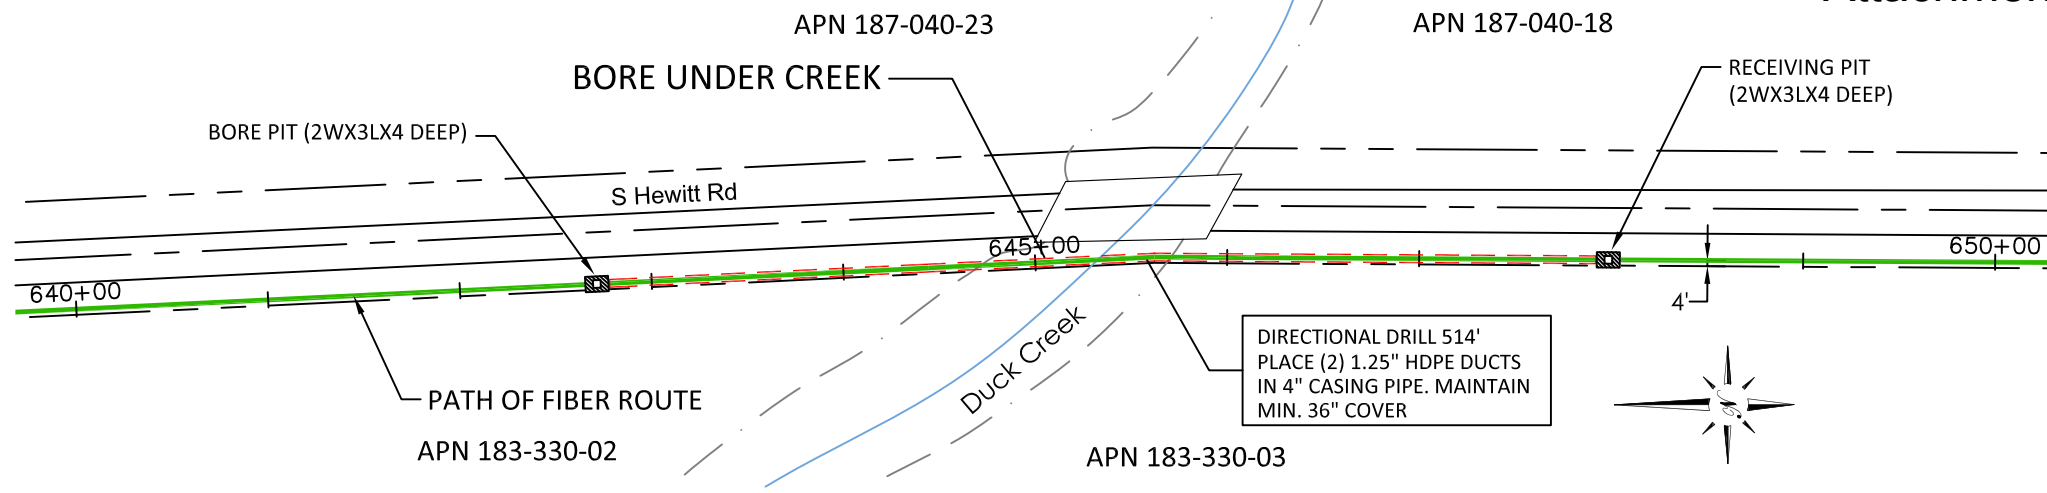 APN 187-040-23
APN 187-040-18
BORE UNDER CREEK
RECEIVING PIT
(2WX3LX4 DEEP)
BORE PIT (2WX3LX4 DEEP)
S Hewitt Rd
645+00
650+00
640+00
4'
Duck Creek
DIRECTIONAL DRILL 514'
PLACE (2) 1.25" HDPE DUCTS
IN 4" CASING PIPE. MAINTAIN
MIN. 36" COVER
PATH OF FIBER ROUTE
N
APN 183-330-02
APN 183-330-03